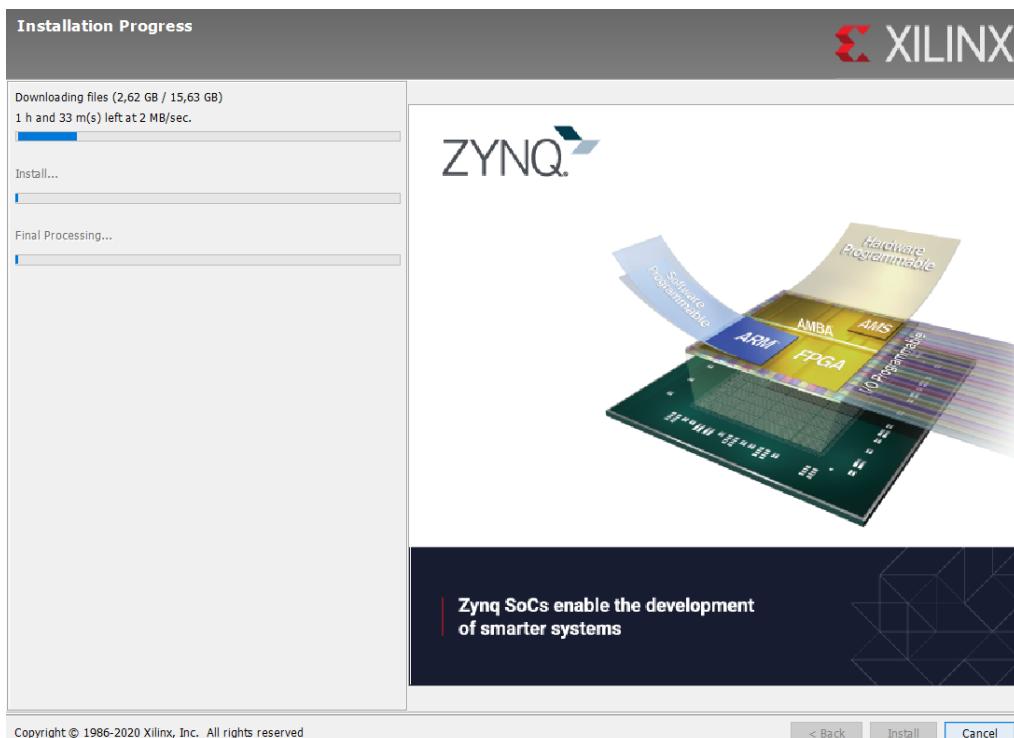 Installation Progress
XILINX
Downloading files (2,62 GB / 15,63 GB)
1 h and 33 m(s) left at 2 MB/sec.
Install...
Final Processing...
ZYNQ.
Hardware
Programmable
Software
Programmable
AMBA
AMS
ARM
FPGA
I/O Programmable
Zynq SoCs enable the development
of smarter systems
Copyright © 1986-2020 Xilinx, Inc. All rights reserved
< Back
Install
Cancel